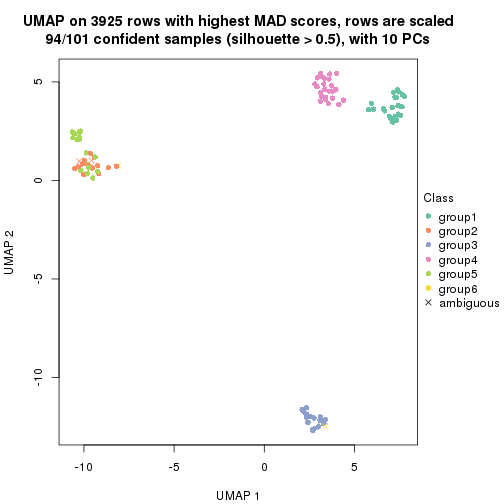 UMAP on 3925 rows with highest MAD scores, rows are scaled
94/101 confident samples (silhouette > 0.5), with 10 PCs
5
0
-5
-10
UMAP 2
-10
-5
0
5
UMAP 1
Class
group1
group2
group3
group4
group5
group6
ambiguous